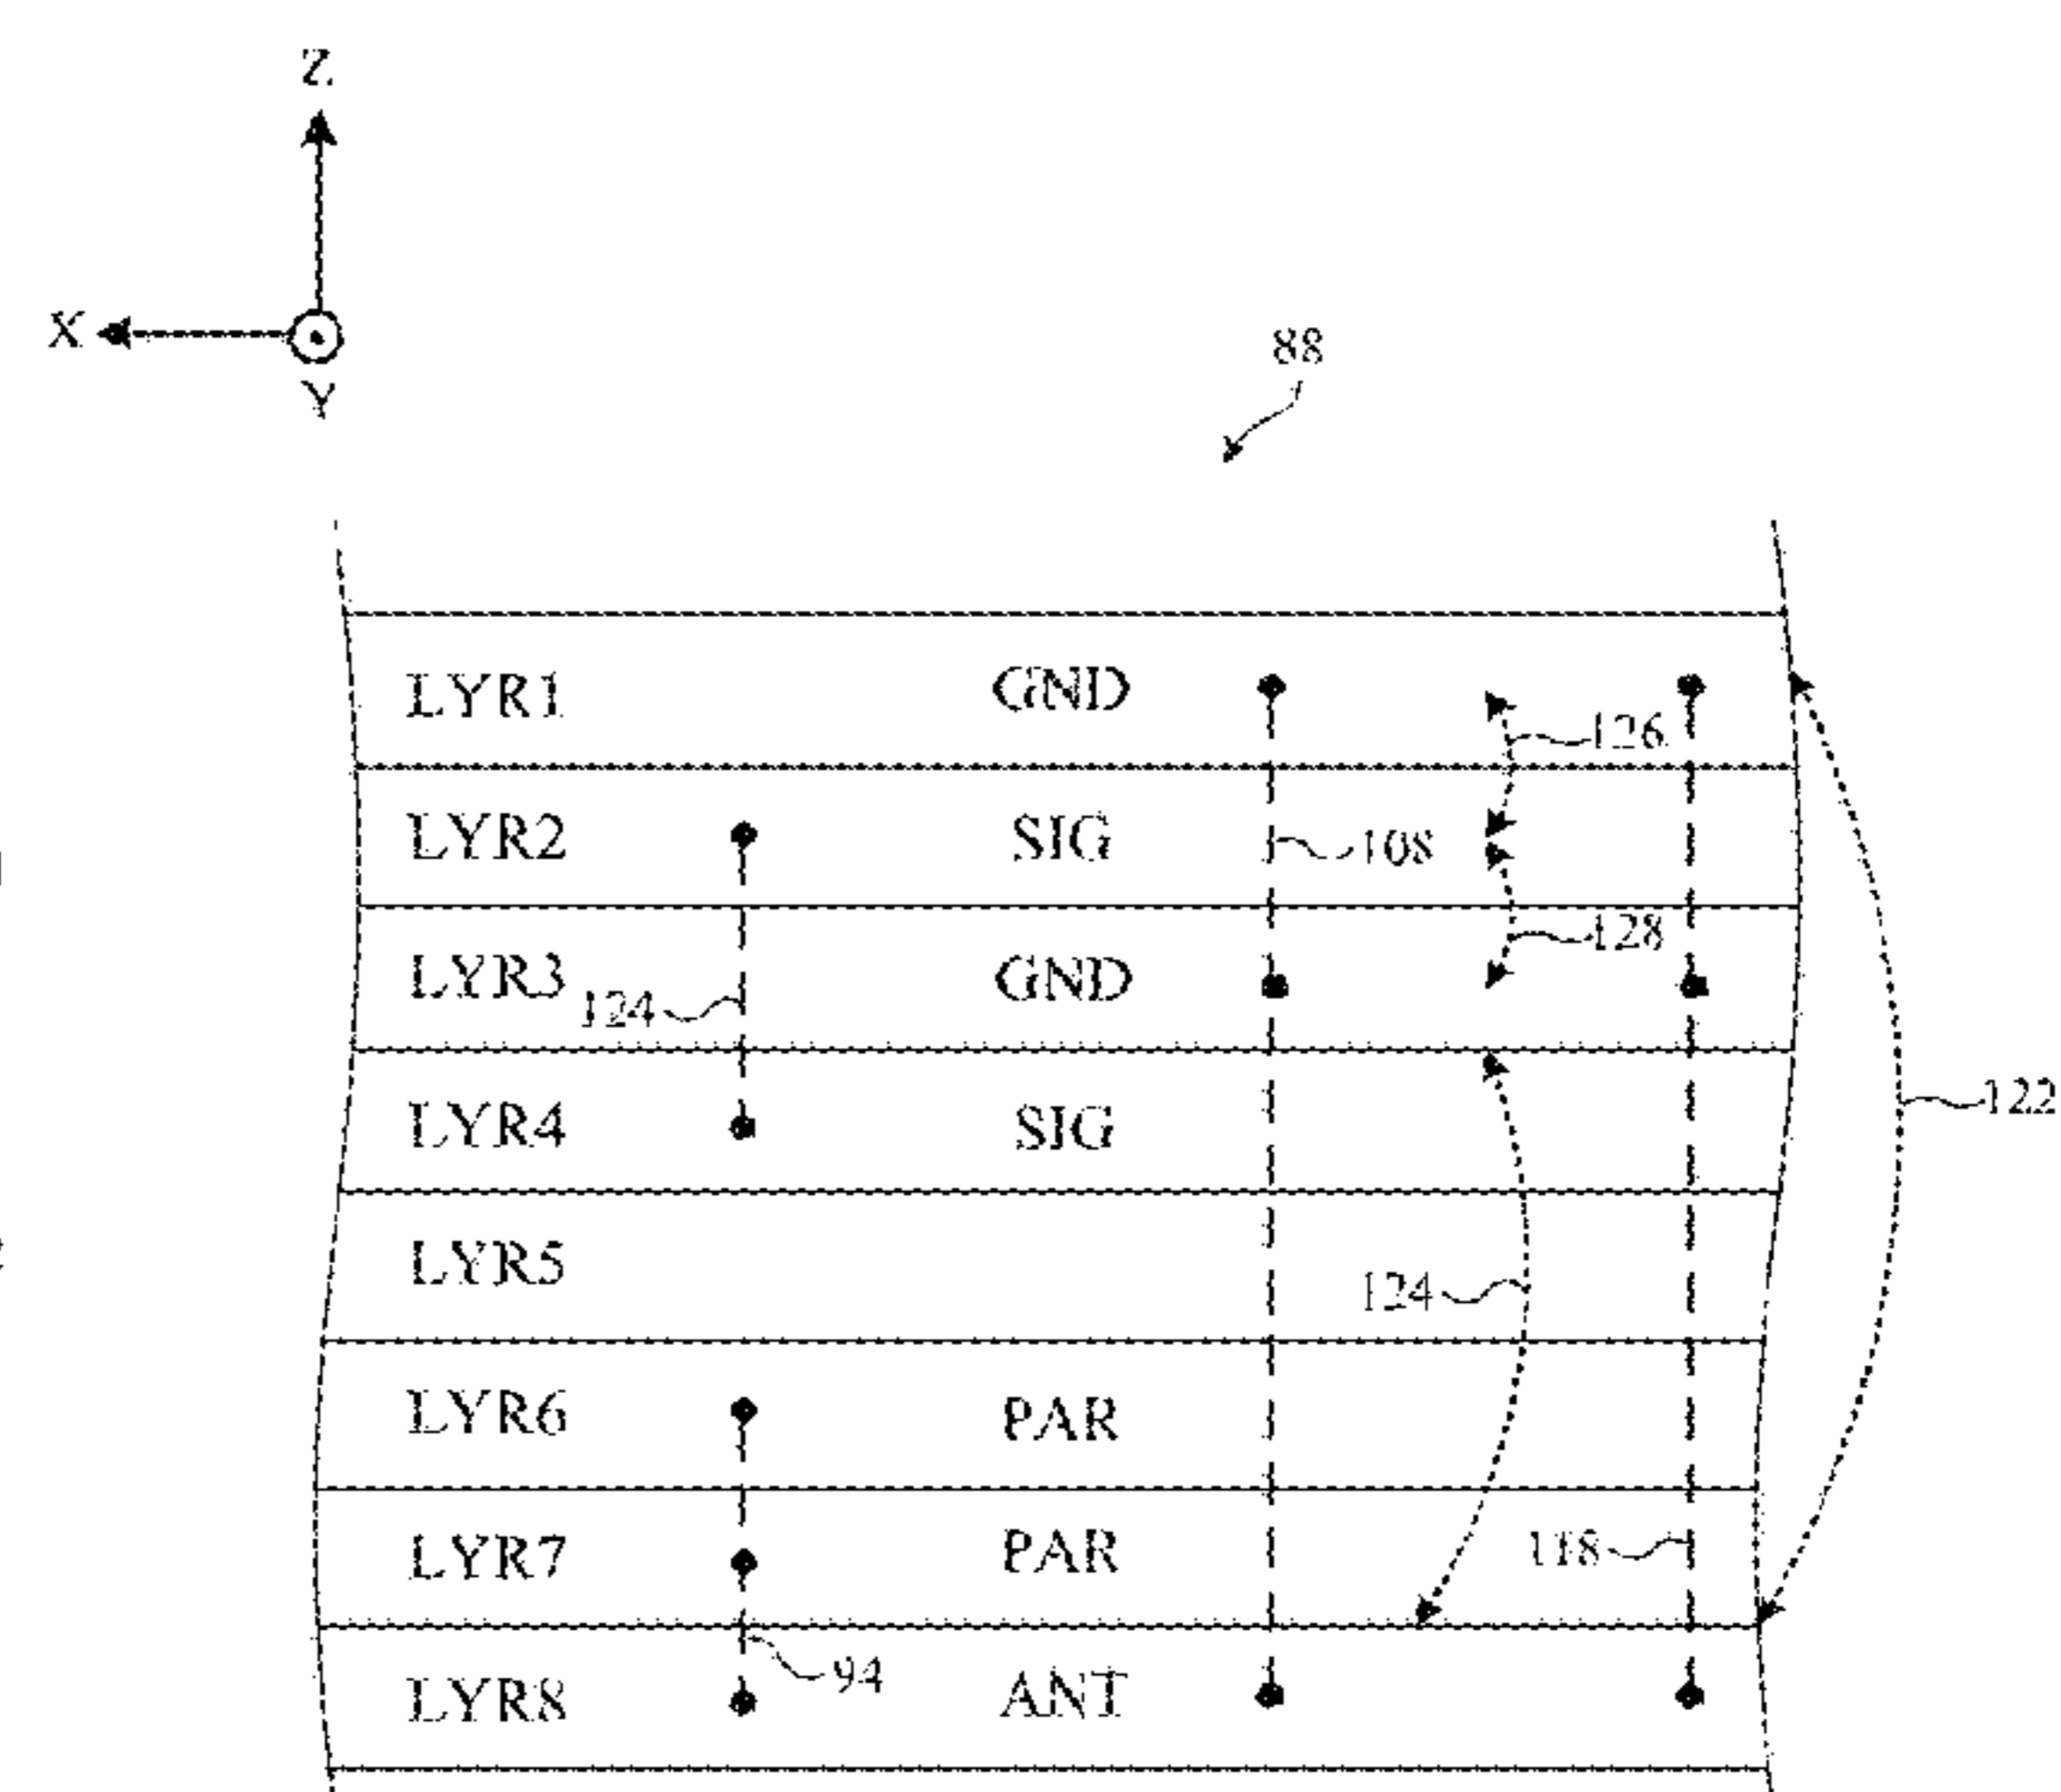 Z
X
Y
88
LYR1 GND
126
LYR2 SIG 108
128
LYR3 GND
124
122
LYR4 SIG
LYR5
124
LYR6 PAR
LYR7 PAR 118
94
LYR8 ANT